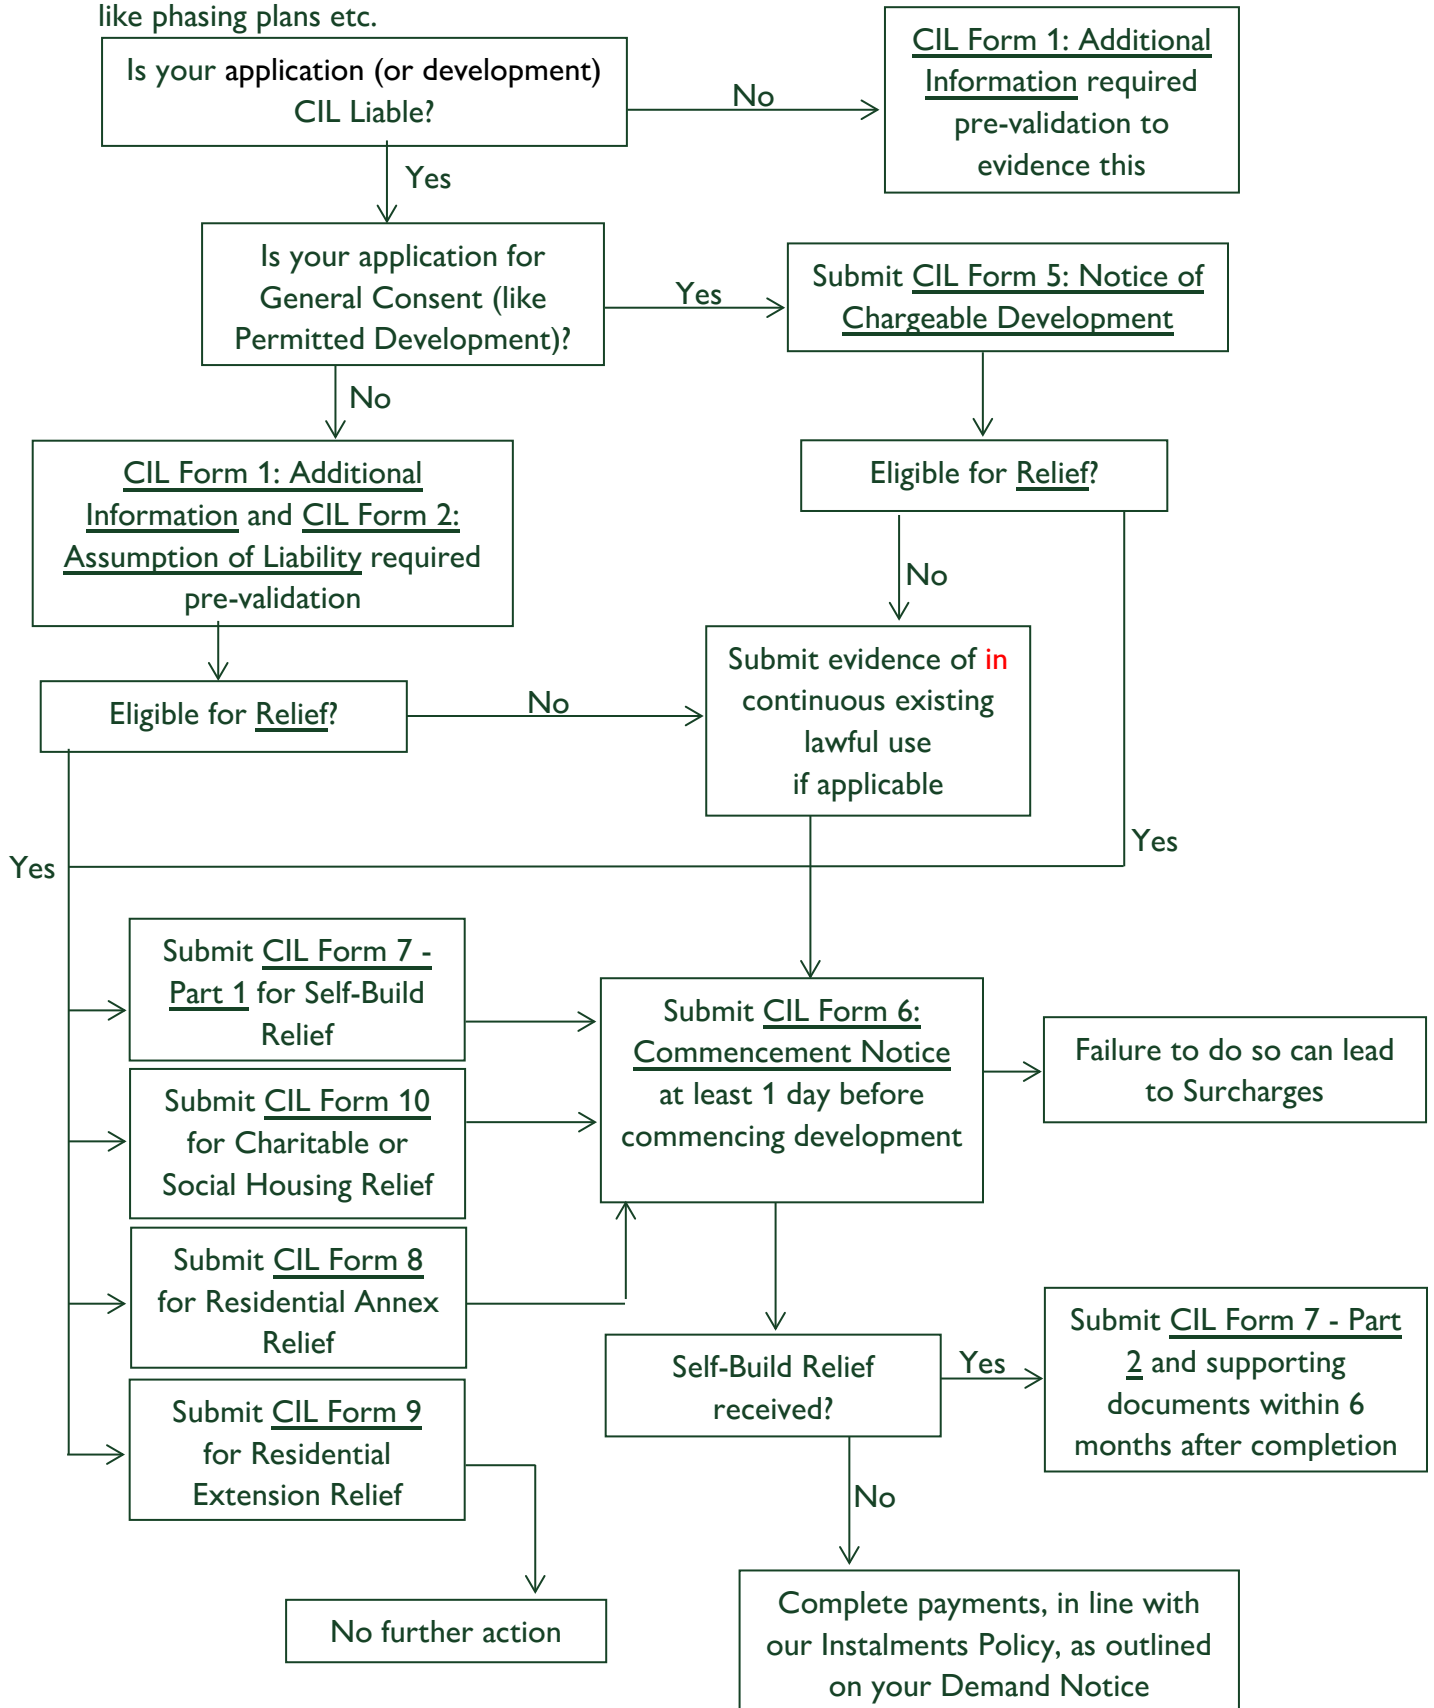 like phasing plans etc.
Is your application (or development)
CIL Liable?
No
CIL Form 1: Additional
Information required
pre-validation to
evidence this
Yes
Is your application for
General Consent (like
Permitted Development)?
Yes
Submit CIL Form 5: Notice of
Chargeable Development
No
CIL Form 1: Additional
Information and CIL Form 2:
Assumption of Liability required
pre-validation
Eligible for Relief?
No
Eligible for Relief?
No
Submit evidence of in
continuous existing
lawful use
if applicable
Yes
Yes
Submit CIL Form 7 -
Part 1 for Self-Build
Relief
Submit CIL Form 10
for Charitable or
Social Housing Relief
Submit CIL Form 8
for Residential Annex
Relief
Submit CIL Form 9
for Residential
Extension Relief
No further action
Submit CIL Form 6:
Commencement Notice
at least 1 day before
commencing development
Failure to do so can lead
to Surcharges
Self-Build Relief
received?
Yes
Submit CIL Form 7 - Part
2 and supporting
documents within 6
months after completion
No
Complete payments, in line with
our Instalments Policy, as outlined
on your Demand Notice